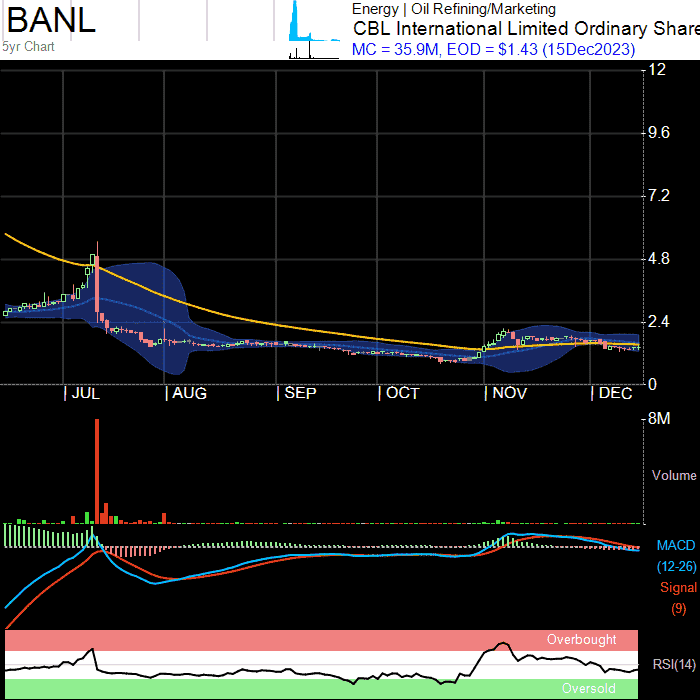 BANL
5yr Chart
Energy | Oil Refining/Marketing
CBL International Limited Ordinary Share
MC = 35.9M, EOD = $1.43 (15Dec2023)
12
9.6
7.2
4.8
2.4
0
JUL
AUG
SEP
OCT
NOV
DEC
8M
Volume
MACD
(12-26)
Signal
(9)
Overbought
RSI(14)
Oversold